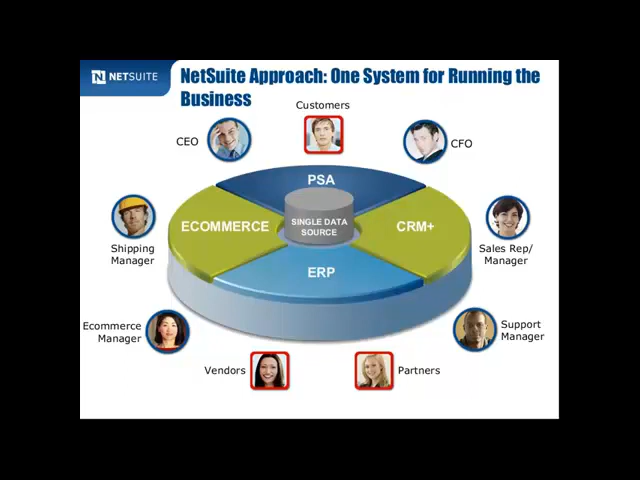 NETSUITE
NetSuite Approach: One System for Running the
Business
Customers
CEO
CFO
PSA
ECOMMERCE
SINGLE DATA
SOURCE
CRM+
Shipping
Manager
Sales Rep/
Manager
ERP
Ecommerce
Manager
Support
Manager
Vendors
Partners